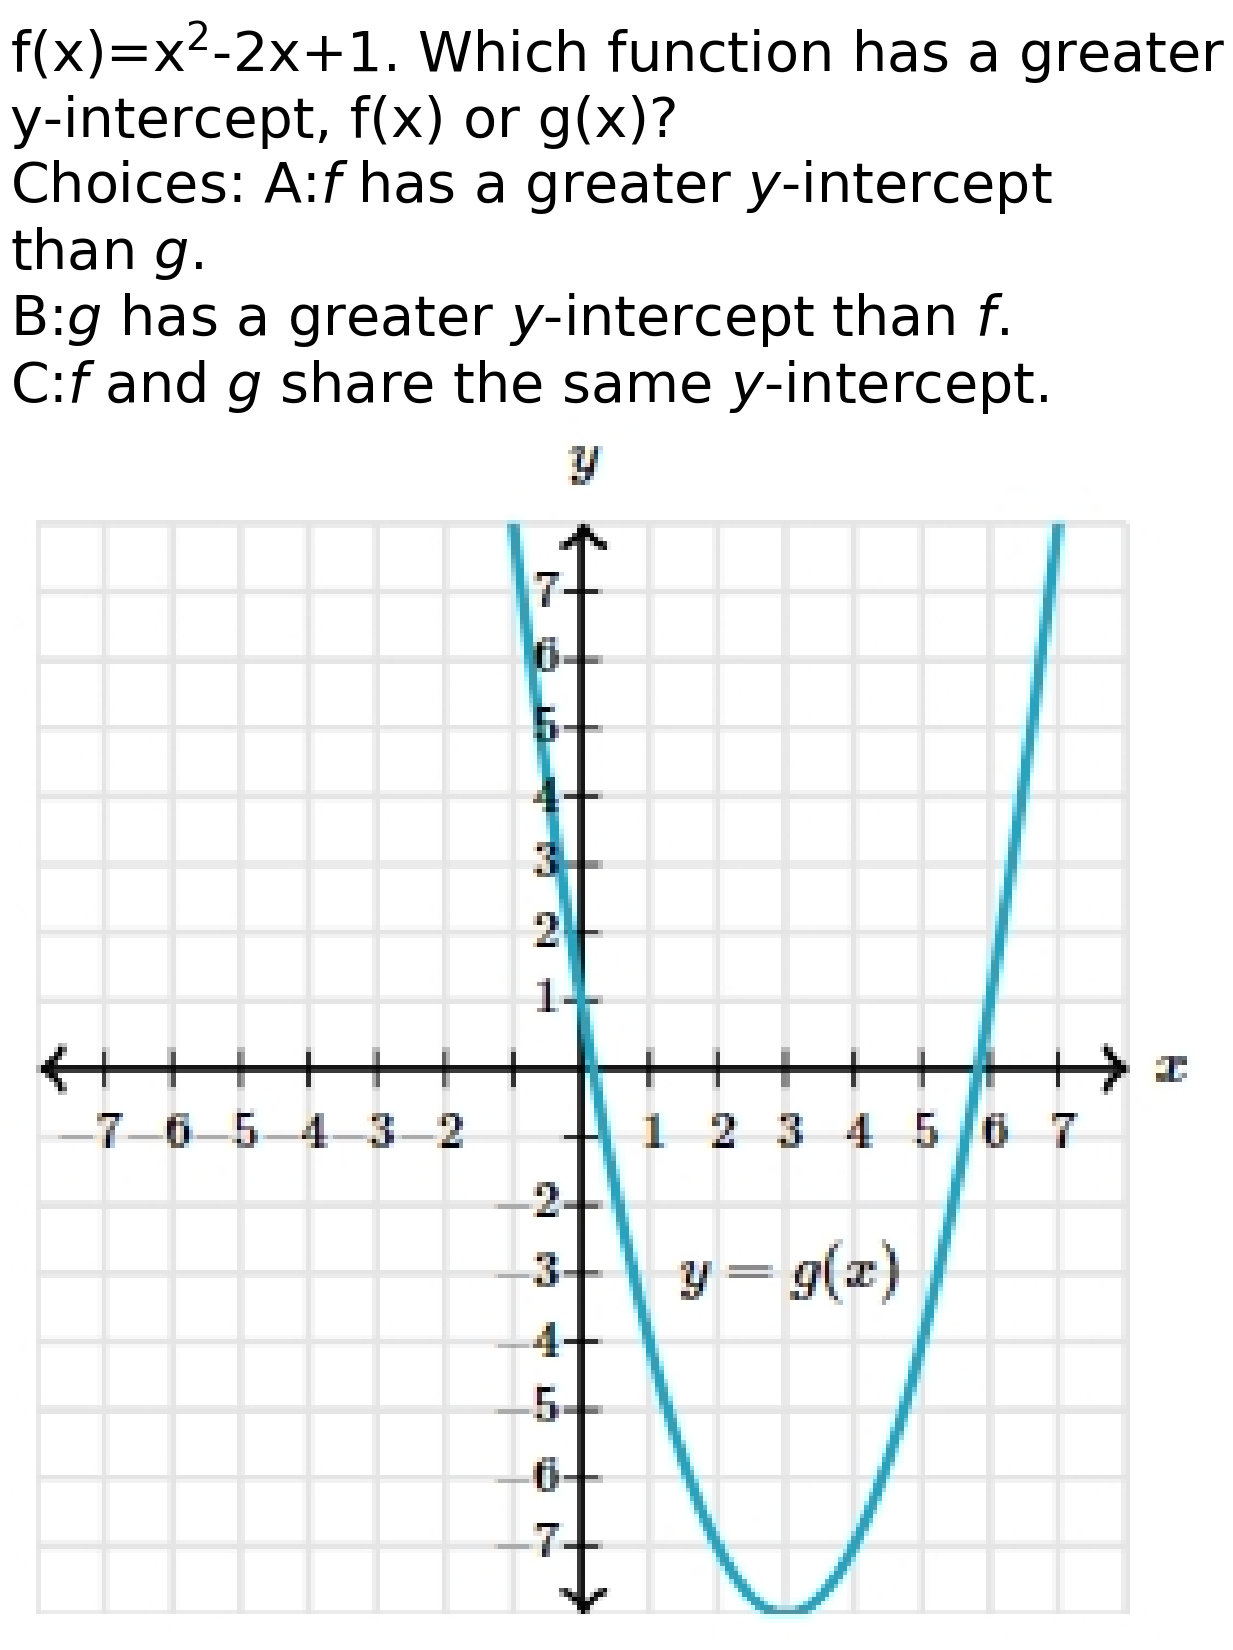 f(x)=x²-2x+1. Which function has a greater
y-intercept, f(x) or g(x)?
Choices: A:f has a greater y-intercept
than g.
B:g has a greater y-intercept than f.
C:f and g share the same y-intercept.
y
7
6
5
4
3
2
1
x
-7 -6 -5 -4 -3 -2 1 2 3 4 5 6 7
-2
y = g(x)
-3
-4
-5
-6
-7